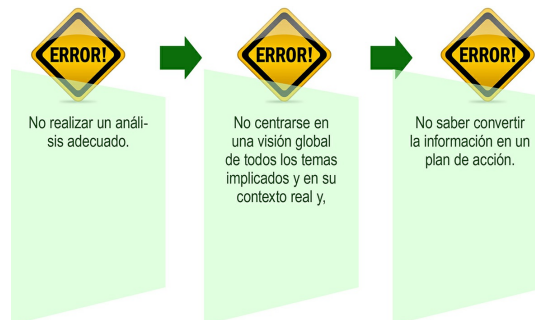 ERROR!
No realizar un análi-
sis adecuado.
ERROR!
No centrarse en
una visión global
de todos los temas
implicados y en su
contexto real y,
ERROR!
No saber convertir
la información en un
plan de acción.